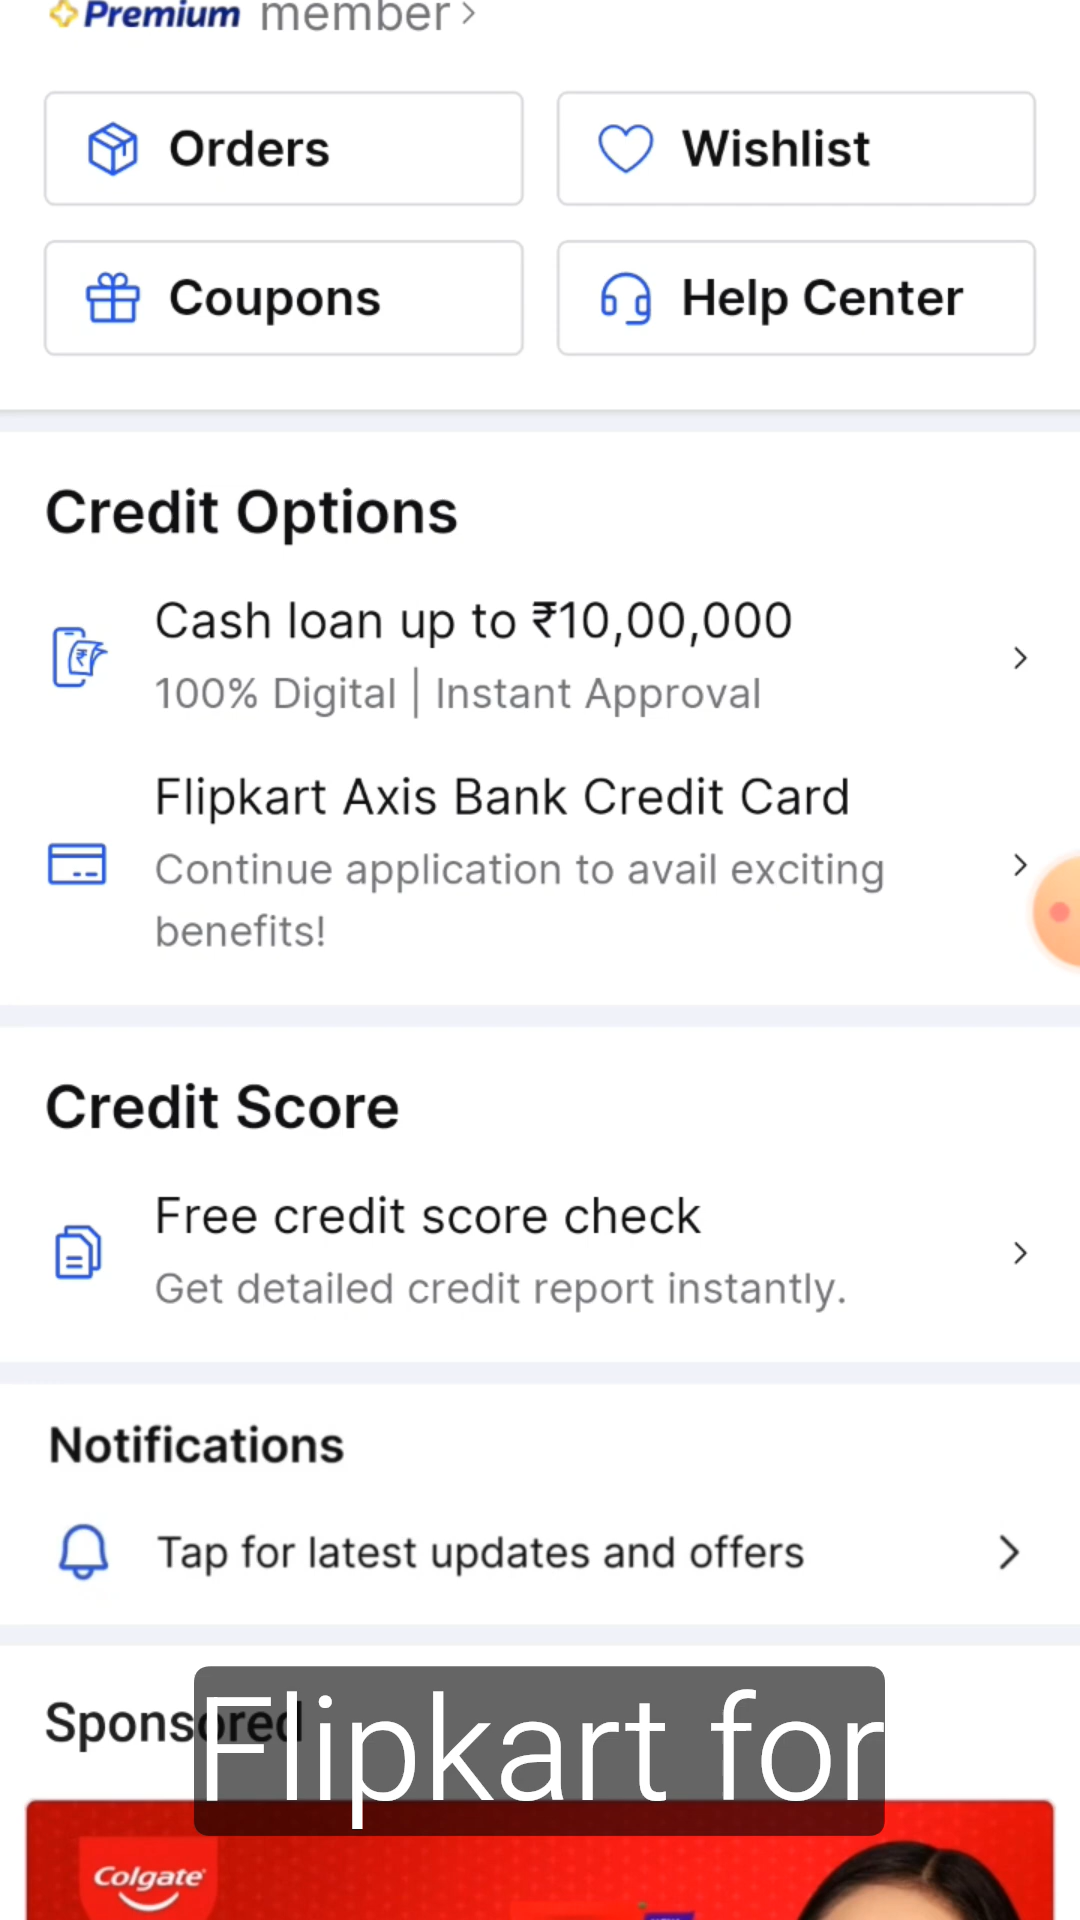 Premium member
Orders
Wishlist
Coupons
Help Center
Credit Options
Cash loan up to ₹10,00,000
100% Digital | Instant Approval
Flipkart Axis Bank Credit Card
Continue application to avail exciting
benefits!
Credit Score
Free credit score check
Get detailed credit report instantly.
Notifications
Tap for latest updates and offers
Sponsored
Flipkart for
Colgate